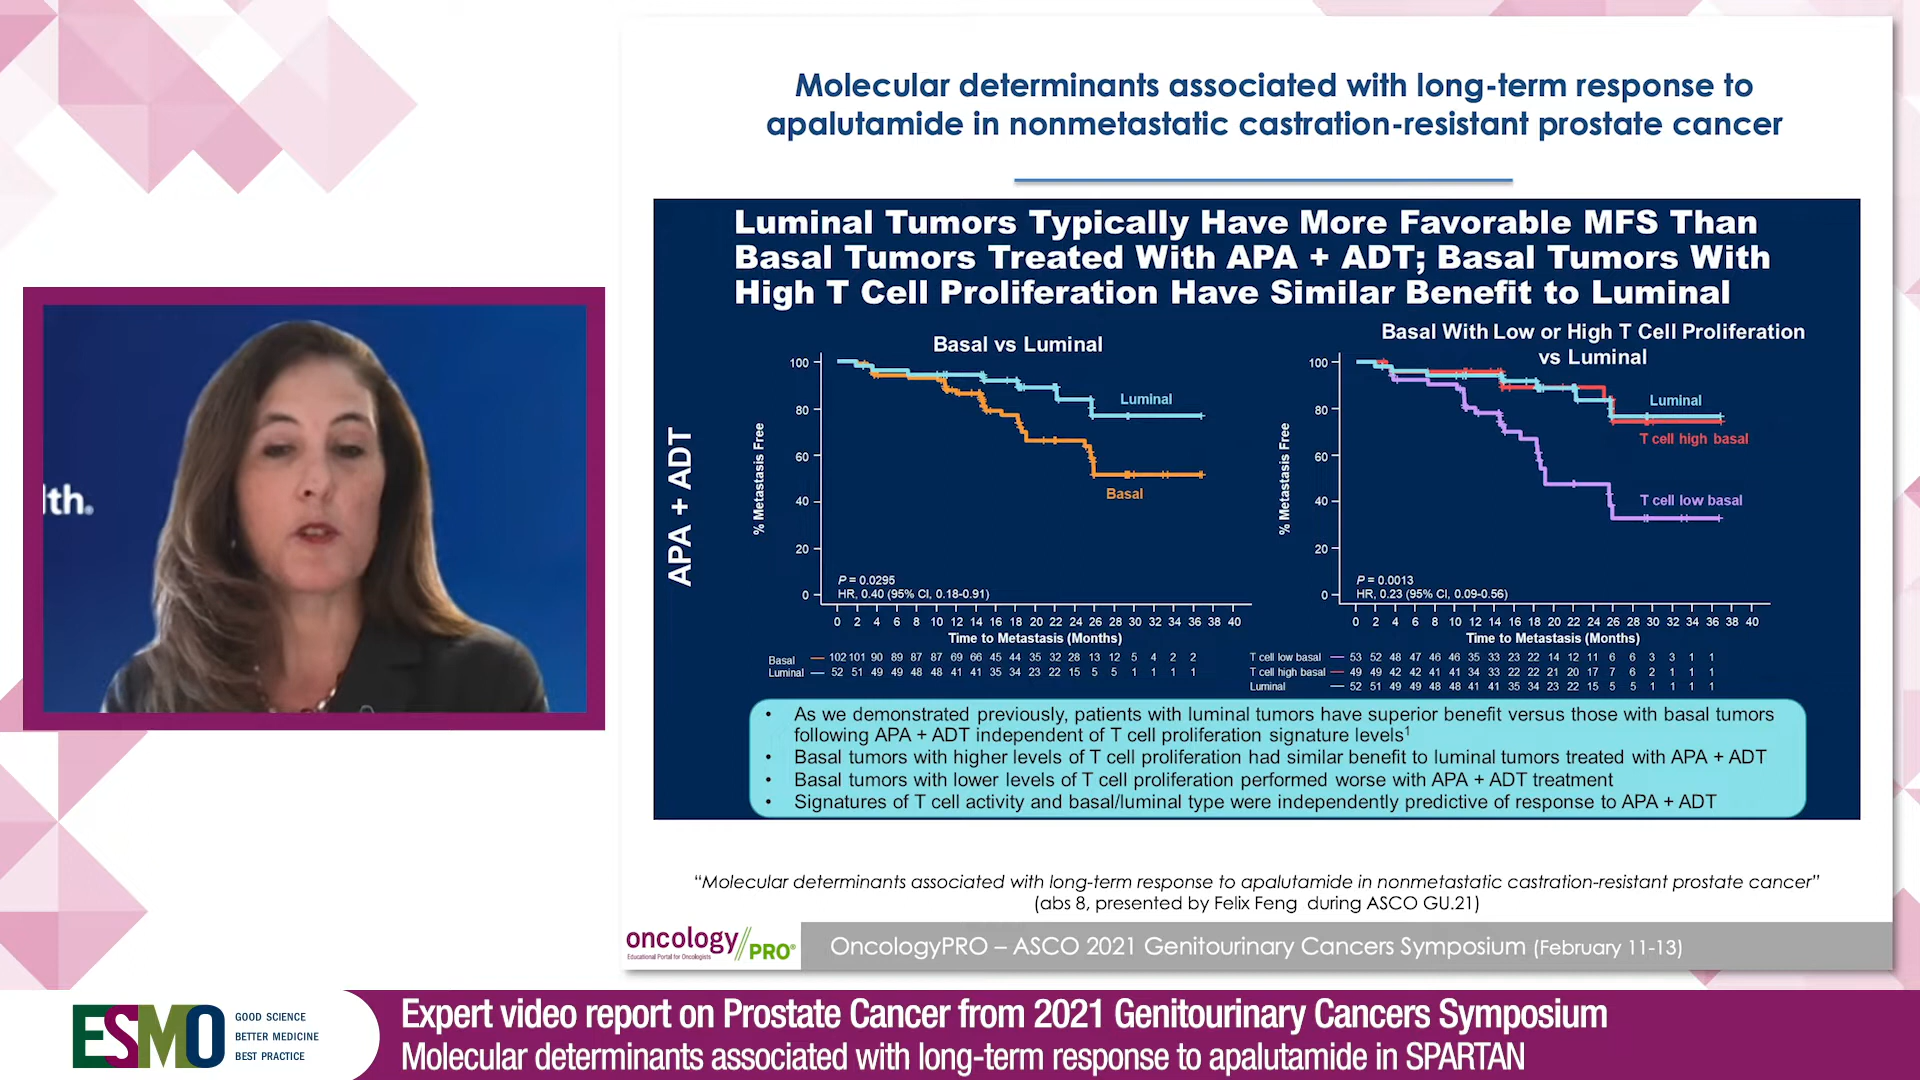 Molecular determinants associated with long-term response to
apalutamide in nonmetastatic castration-resistant prostate cancer
Luminal Tumors Typically Have More Favorable MFS Than
Basal Tumors Treated With APA + ADT; Basal Tumors With
High T Cell Proliferation Have Similar Benefit to Luminal
APA + ADT
Basal vs Luminal
% Metastasis Free
100
80
60
40
20
0
Luminal
Basal
P = 0.0295
HR, 0.40 (95% CI, 0.18-0.91)
0 2 4 6 8 10 12 14 16 18 20 22 24 26 28 30 32 34 36 38 40
Time to Metastasis (Months)
Basal 102 101 90 89 87 87 69 66 45 44 35 32 28 13 12 5 4 2 2
Luminal 52 51 49 49 48 48 41 41 35 34 23 22 15 5 5 1 1 1 1
Basal With Low or High T Cell Proliferation
vs Luminal
% Metastasis Free
100
80
60
40
20
0
Luminal
T cell high basal
T cell low basal
P = 0.0013
HR, 0.23 (95% CI, 0.09-0.56)
0 2 4 6 8 10 12 14 16 18 20 22 24 26 28 30 32 34 36 38 40
Time to Metastasis (Months)
T cell low basal 53 52 48 47 46 46 35 33 23 22 14 12 11 6 6 3 3 1 1
T cell high basal 49 49 42 42 41 41 34 33 22 22 21 20 17 7 6 2 1 1 1
Luminal 52 51 49 49 48 48 41 41 35 34 23 22 15 5 5 1 1 1 1
• As we demonstrated previously, patients with luminal tumors have superior benefit versus those with basal tumors
following APA + ADT independent of T cell proliferation signature levels¹
• Basal tumors with higher levels of T cell proliferation had similar benefit to luminal tumors treated with APA + ADT
• Basal tumors with lower levels of T cell proliferation performed worse with APA + ADT treatment
• Signatures of T cell activity and basal/luminal type were independently predictive of response to APA + ADT
lth.
“Molecular determinants associated with long-term response to apalutamide in nonmetastatic castration-resistant prostate cancer”
(abs 8, presented by Felix Feng during ASCO GU.21)
oncology//PRO®
Educational Portal for Oncologists
OncologyPRO – ASCO 2021 Genitourinary Cancers Symposium (February 11-13)
ESMO
GOOD SCIENCE
BETTER MEDICINE
BEST PRACTICE
Expert video report on Prostate Cancer from 2021 Genitourinary Cancers Symposium
Molecular determinants associated with long-term response to apalutamide in SPARTAN